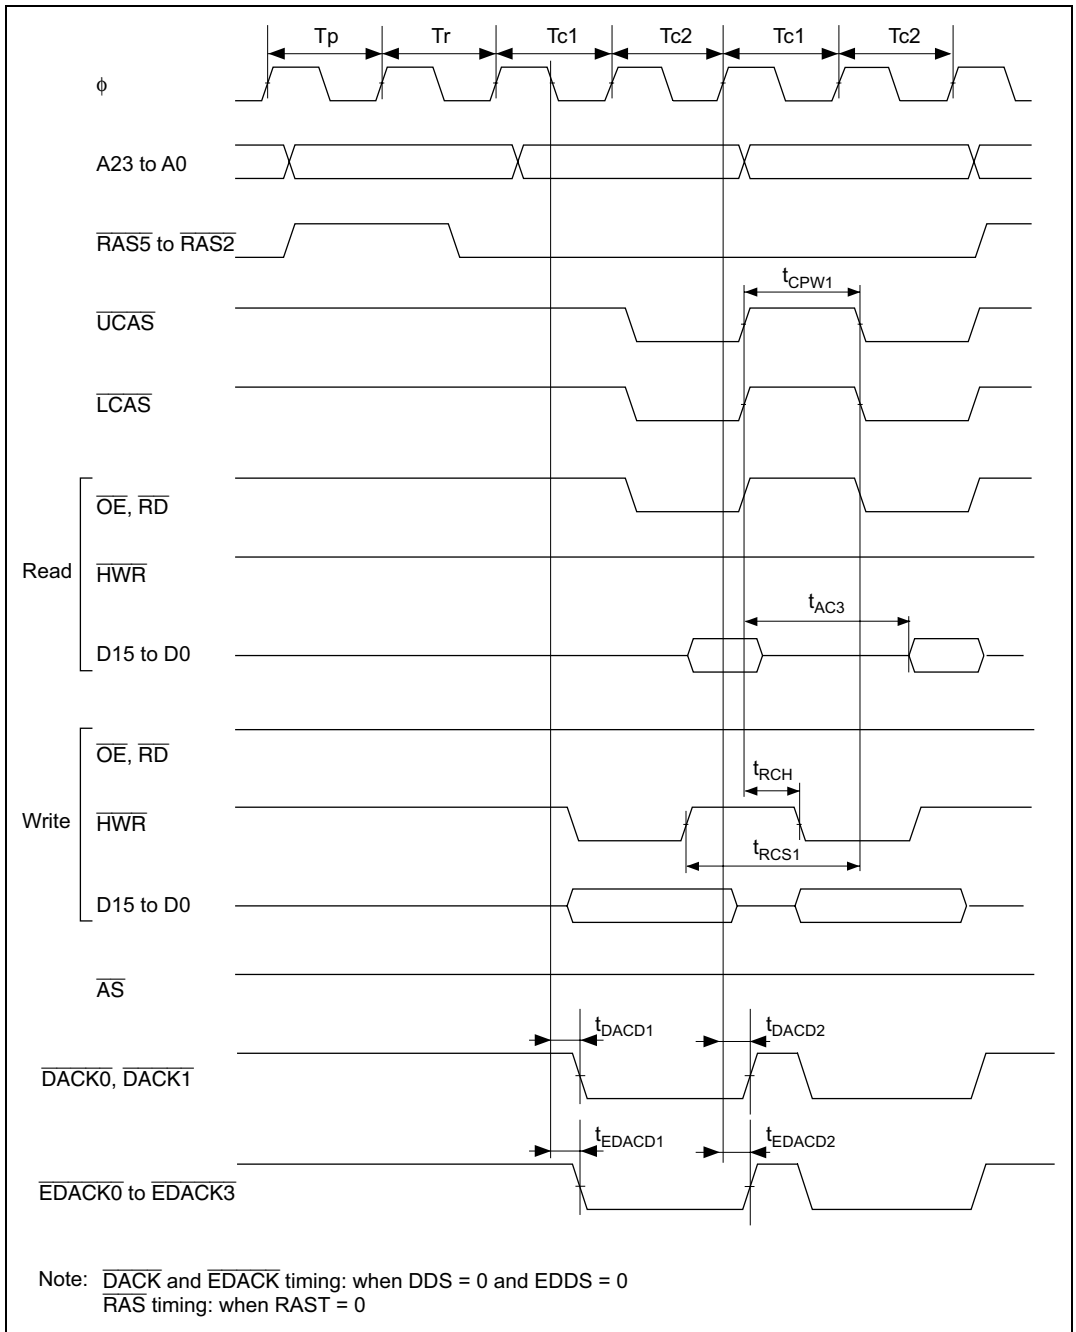 Tp Tr Tc1 Tc2 Tc1 Tc2
ϕ
A23 to A0
RAS5 to RAS2
tCPW1
UCAS
LCAS
OE, RD
Read
HWR
tAC3
D15 to D0
OE, RD
tRCH
Write
HWR
tRCS1
D15 to D0
AS
tDACD1 tDACD2
DACK0, DACK1
tEDACD1 tEDACD2
EDACK0 to EDACK3
Note: DACK and EDACK timing: when DDS = 0 and EDDS = 0
RAS timing: when RAST = 0